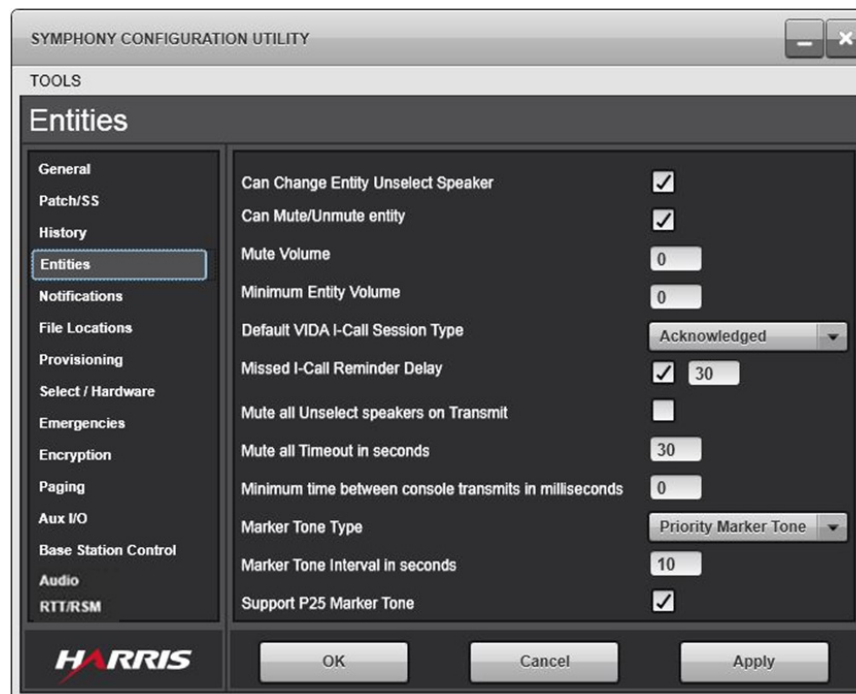 SYMPHONY CONFIGURATION UTILITY
TOOLS
Entities
General
Patch/SS
History
Entities
Notifications
File Locations
Provisioning
Select / Hardware
Emergencies
Encryption
Paging
Aux I/O
Base Station Control
Audio
RTT/RSM
Can Change Entity Unselect Speaker
Can Mute/Unmute entity
Mute Volume 0
Minimum Entity Volume 0
Default VIDA I-Call Session Type Acknowledged
Missed I-Call Reminder Delay 30
Mute all Unselect speakers on Transmit
Mute all Timeout in seconds 30
Minimum time between console transmits in milliseconds 0
Marker Tone Type Priority Marker Tone
Marker Tone Interval in seconds 10
Support P25 Marker Tone
HARRIS
OK Cancel Apply